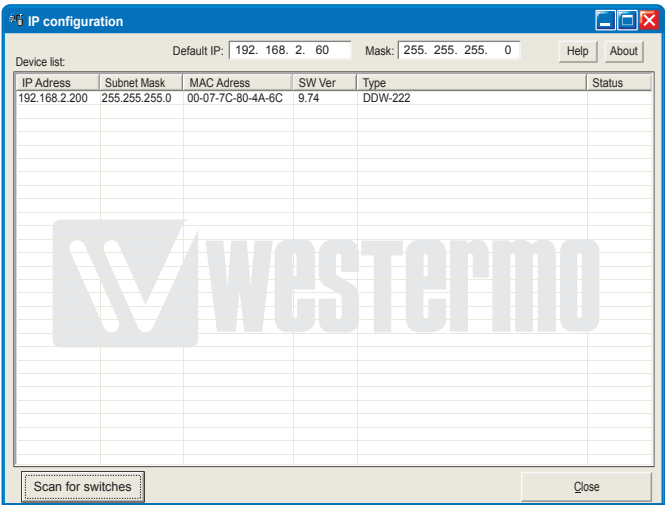 IP configuration
Default IP: 192. 168. 2. 60 Mask: 255. 255. 255. 0 Help About
Device list:
IP Adress Subnet Mask MAC Adress SW Ver Type Status
192.168.2.200 255.255.255.0 00-07-7C-80-4A-6C 9.74 DDW-222
westermo
Scan for switches Close